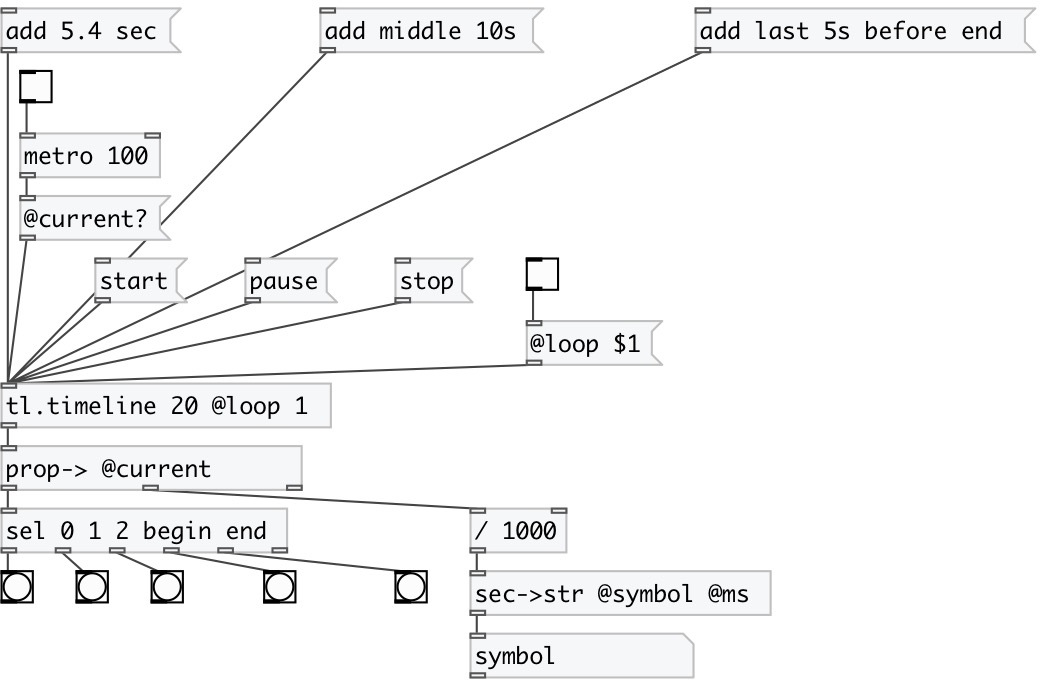 add 5.4 sec
add middle 10s
add last 5s before end
metro 100
@current?
start
pause
stop
@loop $1
tl.timeline 20 @loop 1
prop-> @current
sel 0 1 2 begin end
/ 1000
sec->str @symbol @ms
symbol